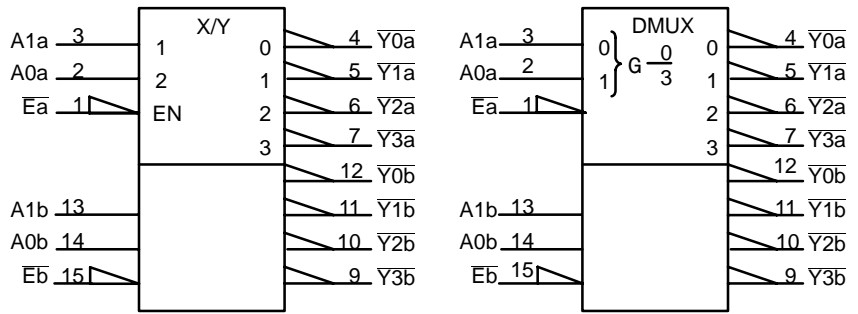 X/Y
A1a 3 1 0 4 Y0a
A0a 2 2 1 5 Y1a
Ea 1 EN 2 6 Y2a
3 7 Y3a
12 Y0b
A1b 13 11 Y1b
A0b 14 10 Y2b
Eb 15 9 Y3b
DMUX
A1a 3 0 0 4 Y0a
A0a 2 1 G 0 3 1 5 Y1a
Ea 1 2 6 Y2a
3 7 Y3a
12 Y0b
A1b 13 11 Y1b
A0b 14 10 Y2b
Eb 15 9 Y3b